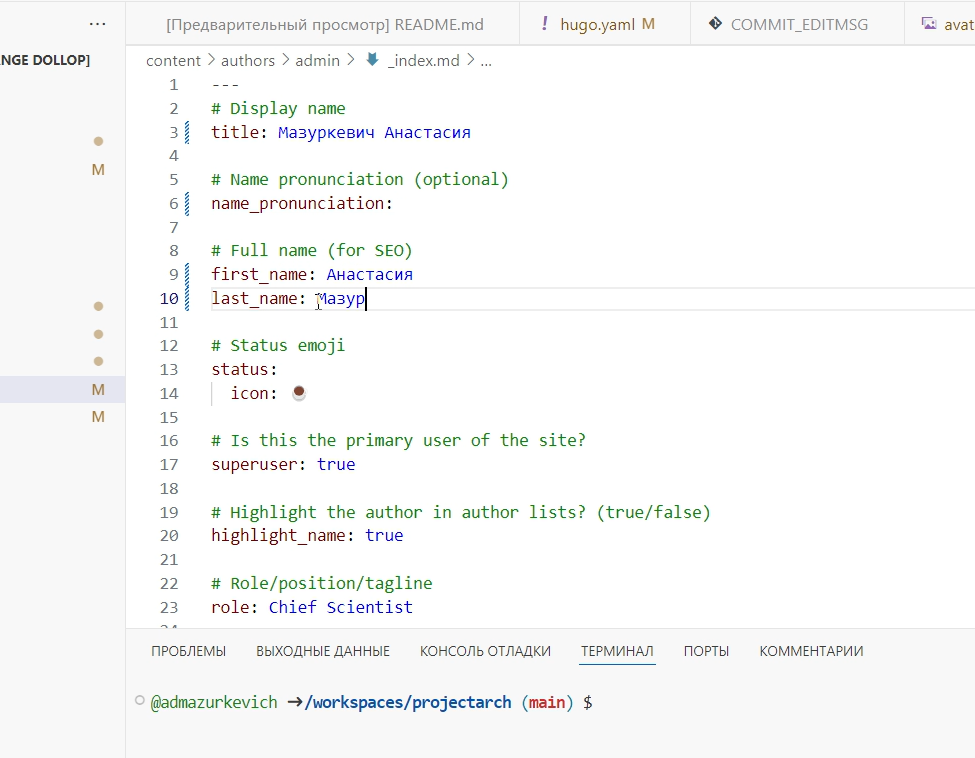 ··· [Предварительный просмотр] README.md ! hugo.yaml M COMMIT_EDITMSG avat
NGE DOLLOP] content > authors > admin > _index.md > ...
1 ---
2 # Display name
3 title: Мазуркевич Анастасия
4
M
5 # Name pronunciation (optional)
6 name_pronunciation:
7
8 # Full name (for SEO)
9 first_name: Анастасия
10 last_name: Мазур
11
12 # Status emoji
13 status:
14 icon: ☕
M
15
M
16 # Is this the primary user of the site?
17 superuser: true
18
19 # Highlight the author in author lists? (true/false)
20 highlight_name: true
21
22 # Role/position/tagline
23 role: Chief Scientist
ПРОБЛЕМЫ ВЫХОДНЫЕ ДАННЫЕ КОНСОЛЬ ОТЛАДКИ ТЕРМИНАЛ ПОРТЫ КОММЕНТАРИИ
@admazurkevich →/workspaces/projectarch (main) $